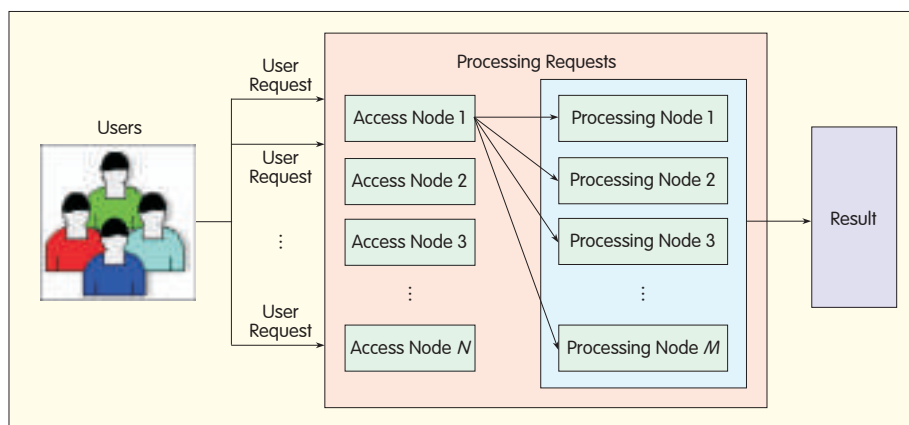 Processing Requests
User
Request
Users
User
Request
⋮
User
Request
Access Node 1
Access Node 2
Access Node 3
⋮
Access Node N
Processing Node 1
Processing Node 2
Processing Node 3
⋮
Processing Node M
Result